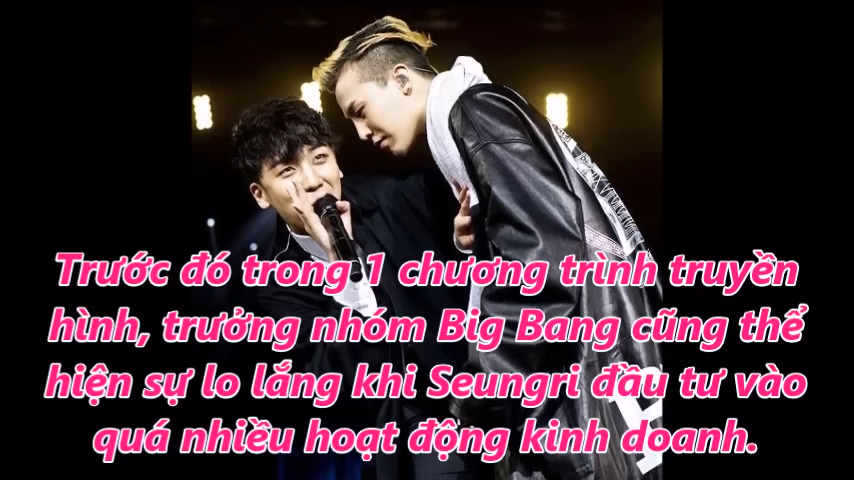 Trước đó trong 1 chương trình truyền
hình, trưởng nhóm Big Bang cũng thể
hiện sự lo lắng khi Seungri đầu tư vào
quá nhiều hoạt động kinh doanh.